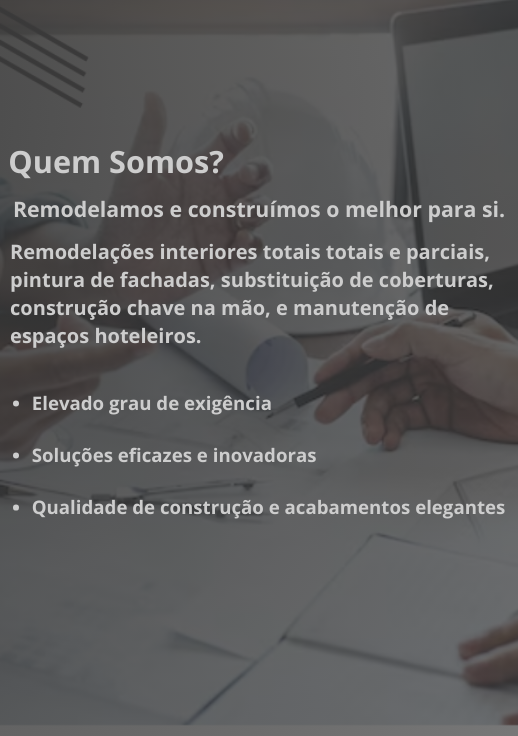 Quem Somos?
Remodelamos e construímos o melhor para si.
Remodelações interiores totais totais e parciais,
pintura de fachadas, substituição de coberturas,
construção chave na mão, e manutenção de
espaços hoteleiros.
• Elevado grau de exigência
• Soluções eficazes e inovadoras
• Qualidade de construção e acabamentos elegantes